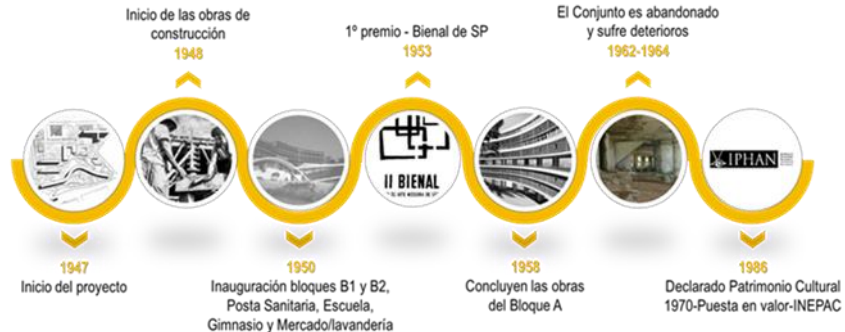 Inicio de las obras de
construcción
1948
1º premio - Bienal de SP
1953
El Conjunto es abandonado
y sufre deterioros
1962-1964
II BIENAL
IPHAN
1947
Inicio del proyecto
1950
Inauguración bloques B1 y B2,
Posta Sanitaria, Escuela,
Gimnasio y Mercado/lavandería
1958
Concluyen las obras
del Bloque A
1986
Declarado Patrimonio Cultural
1970-Puesta en valor-INEPAC